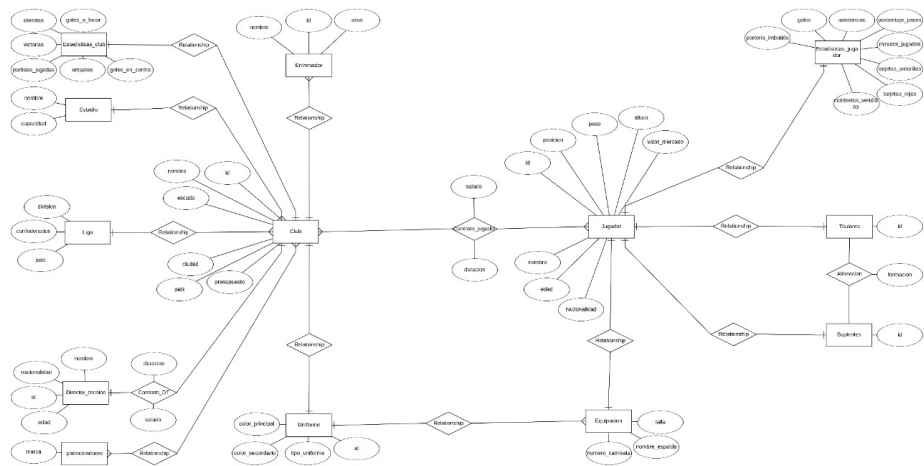 derrotas
goles_a_favor
victorias
Estadisticas_club
partidas_jugadas
empates
goles_en_contra
Relationship
nombre
id
area
Entrenador
Relationship
goles
asistencias
porcentaje_pases
porteria_imbatida
Estadisticas_juga
dor
minutos_jugados
tarjetas_amarillas
tarjetas_rojas
nombre
Estadio
capacidad
Relationship
posicion
peso
altura
valor_mercado
id
Relationship
nombre
id
escudo
division
confederacion
Liga
pais
Relationship
Club
ciudad
pais
presupuesto
salario
Contrato_jugador
duracion
Jugador
nombre
edad
nacionalidad
Relationship
Titulares
id
Alineacion
formacion
Relationship
Suplentes
id
Relationship
Relationship
nacionalidad
nombre
id
Director_tecnico
edad
duracion
Contrato_DT
salario
marca
patrocinadores
Relationship
color_principal
Uniforme
color_secundario
tipo_uniforme
id
Relationship
Equipacion
talla
nombre_espalda
numero_camiseta